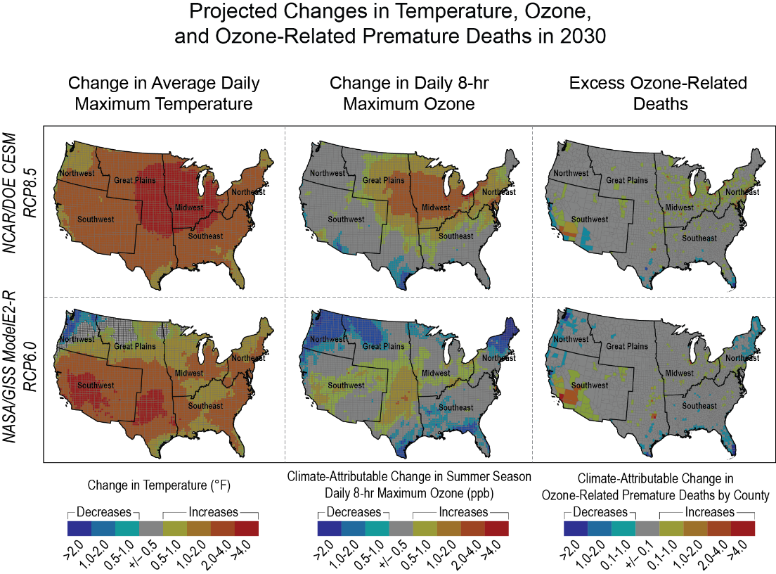 Projected Changes in Temperature, Ozone,
and Ozone-Related Premature Deaths in 2030
Change in Average Daily
Maximum Temperature
Change in Daily 8-hr
Maximum Ozone
Excess Ozone-Related
Deaths
NCAR/DOE CESM
RCP8.5
Northwest
Great Plains
Midwest
Northeast
Southwest
Southeast
Northwest
Great Plains
Midwest
Northeast
Southwest
Southeast
Northwest
Great Plains
Midwest
Northeast
Southwest
Southeast
NASA/GISS ModelE2-R
RCP6.0
Northwest
Great Plains
Midwest
Northeast
Southwest
Southeast
Northwest
Great Plains
Midwest
Northeast
Southwest
Southeast
Northwest
Great Plains
Midwest
Northeast
Southwest
Southeast
Change in Temperature (°F)
Decreases Increases
>2.0 1.0-2.0 0.5-1.0 +/– 0.5 0.5-1.0 1.0-2.0 2.0-4.0 >4.0
Climate-Attributable Change in Summer Season
Daily 8-hr Maximum Ozone (ppb)
Decreases Increases
>2.0 1.0-2.0 0.5-1.0 +/– 0.5 0.5-1.0 1.0-2.0 2.0-4.0 >4.0
Climate-Attributable Change in
Ozone-Related Premature Deaths by County
Decreases Increases
>2.0 1.0-2.0 0.1-1.0 +/– 0.1 0.1-1.0 1.0-2.0 2.0-4.0 >4.0